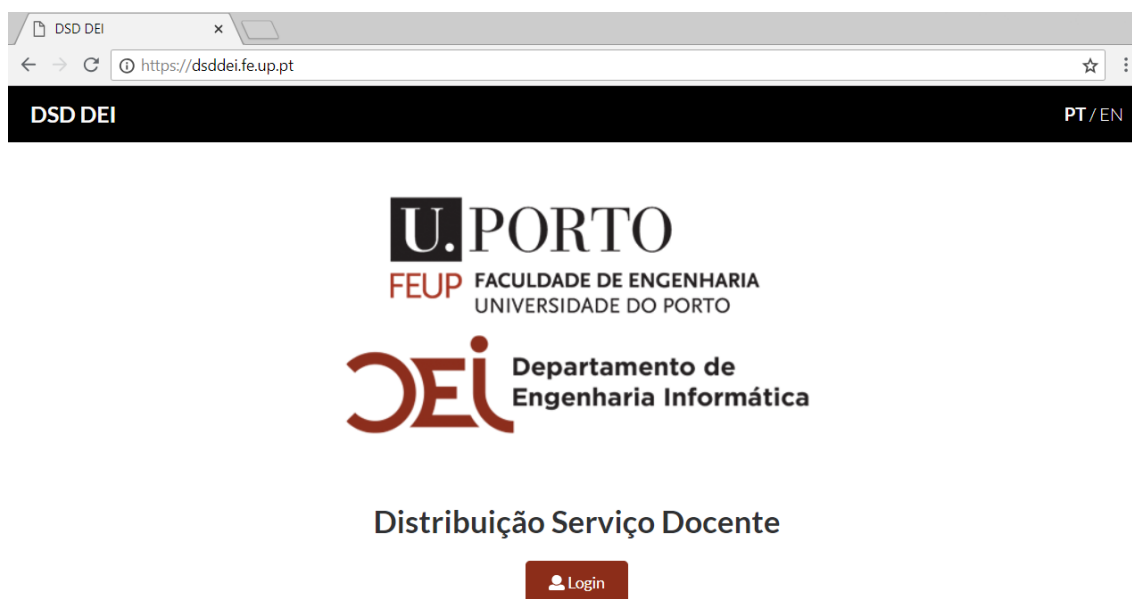 DSD DEI
https://dsddei.fe.up.pt
DSD DEI
PT / EN
U. PORTO
FEUP FACULDADE DE ENGENHARIA
UNIVERSIDADE DO PORTO
DEI Departamento de
Engenharia Informática
Distribuição Serviço Docente
Login